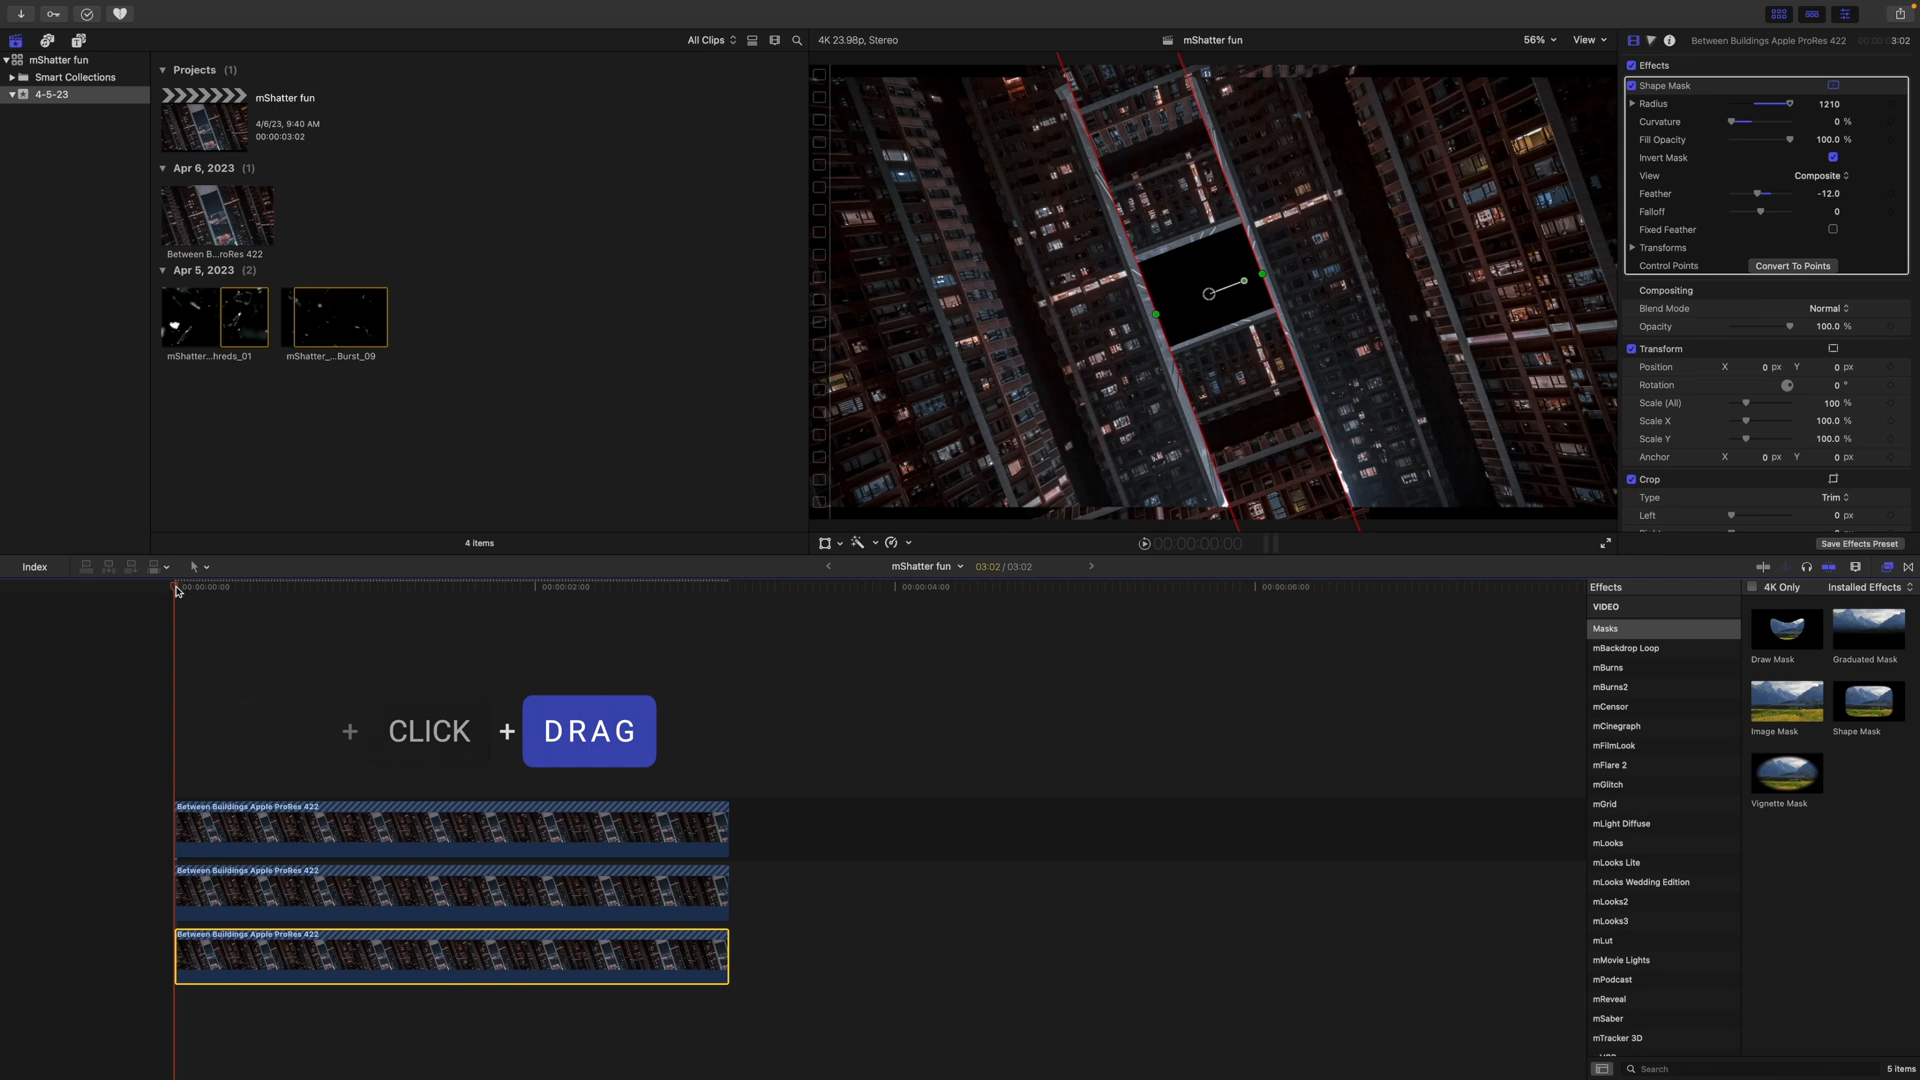 All Clips
4K 23.98p, Stereo
mShatter fun
56%
View
Between Buildings Apple ProRes 422
3:02
mShatter fun
Smart Collections
4-5-23
Projects (1)
mShatter fun
4/6/23, 9:40 AM
00:00:03:02
Apr 6, 2023 (1)
Between B...roRes 422
Apr 5, 2023 (2)
mShatter...hreds_01
mShatter_...Burst_09
4 items
00:00:00:00
Effects
Shape Mask
Radius 1210
Curvature 0 %
Fill Opacity 100.0 %
Invert Mask
View Composite
Feather -12.0
Falloff 0
Fixed Feather
Transforms
Control Points Convert To Points
Compositing
Blend Mode Normal
Opacity 100.0 %
Transform
Position X 0 px Y 0 px
Rotation 0 °
Scale (All) 100 %
Scale X 100.0 %
Scale Y 100.0 %
Anchor X 0 px Y 0 px
Crop
Type Trim
Left 0 px
Save Effects Preset
Index
mShatter fun
03:02 / 03:02
00:00:00:00
00:00:02:00
00:00:04:00
00:00:06:00
+ CLICK + DRAG
Between Buildings Apple ProRes 422
Between Buildings Apple ProRes 422
Between Buildings Apple ProRes 422
Effects
4K Only
Installed Effects
VIDEO
Masks
mBackdrop Loop
mBurns
mBurns2
mCensor
mCinegraph
mFilmLook
mFlare 2
mGlitch
mGrid
mLight Diffuse
mLooks
mLooks Lite
mLooks Wedding Edition
mLooks2
mLooks3
mLut
mMovie Lights
mPodcast
mReveal
mSaber
mTracker 3D
Draw Mask
Graduated Mask
Image Mask
Shape Mask
Vignette Mask
Search
5 items